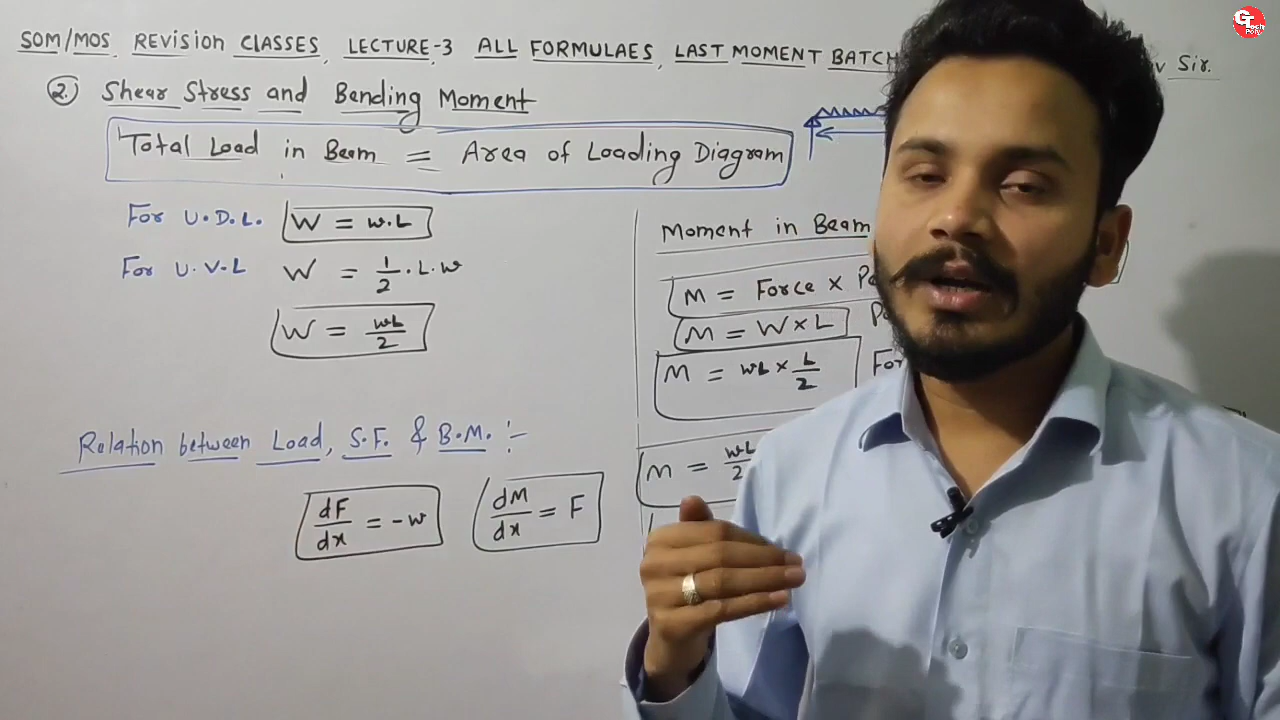 SOM/MOS REVISION CLASSES, LECTURE-3 ALL FORMULAES, LAST MOMENT BATCH
Sir.
② Shear Stress and Bending Moment
Total Load in Beam = Area of Loading Diagram
For U.D.L. W = w.L
For U.V.L W = 1/2 . L. w
W = wL/2
Moment in Beam
M = Force ×
M = W × L
M = wL × L/2
M = wL/2
Relation between Load, S.F. & B.M. :-
dF/dx = -w dM/dx = F
GTech Poly